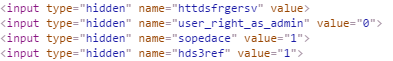 <input type="hidden" name="httdsfrgersv" value>
<input type="hidden" name="user_right_as_admin" value="0">
<input type="hidden" name="sopedace" value="1">
<input type="hidden" name="hds3ref" value="1">